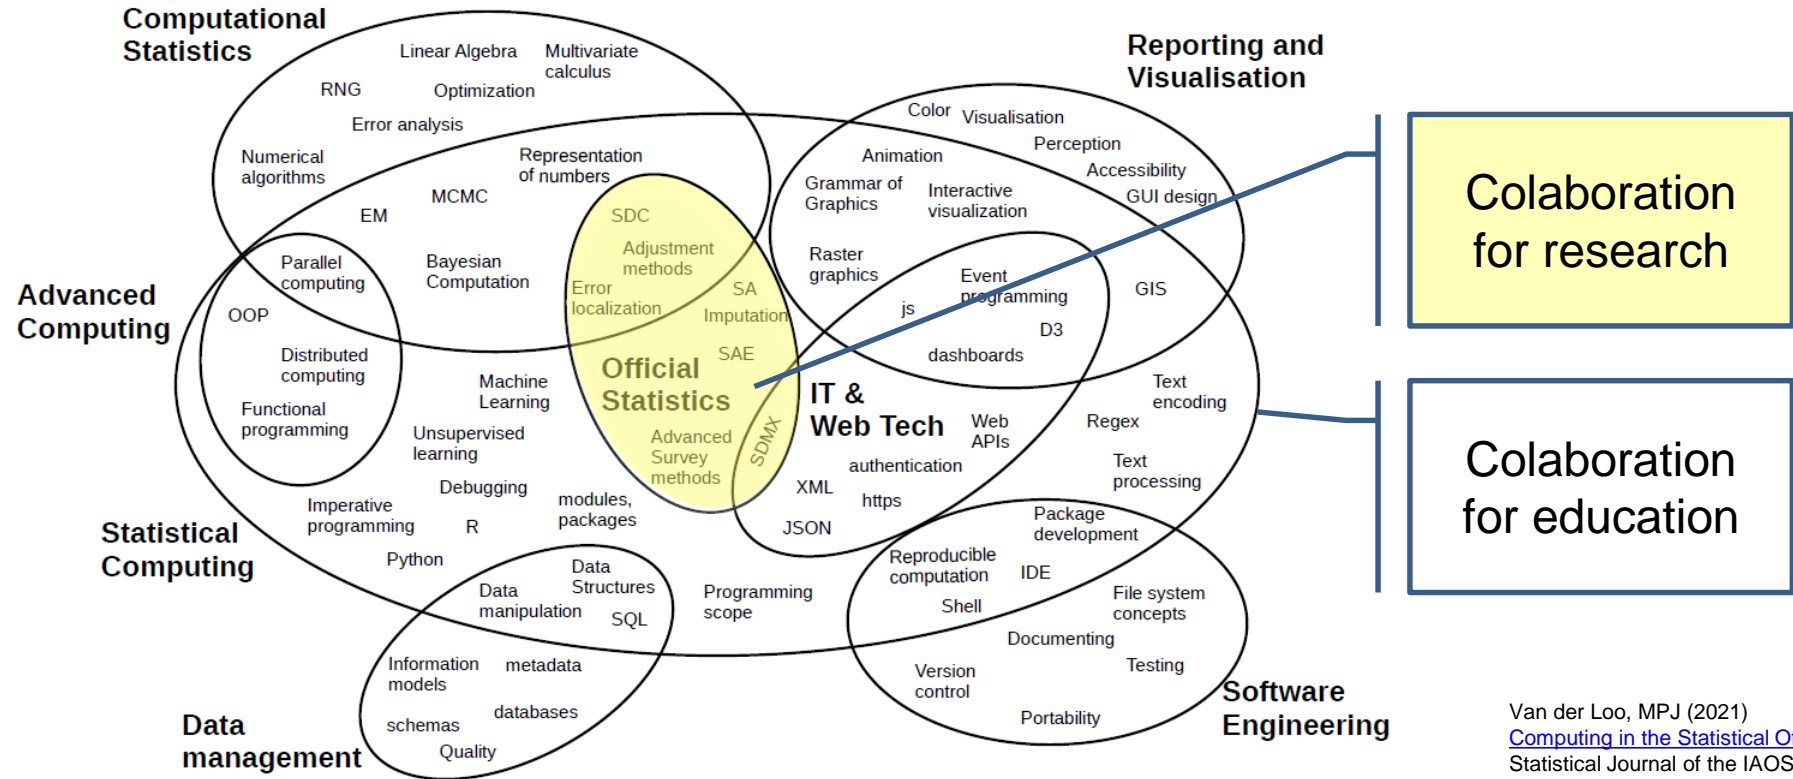 Computational
Statistics
Linear Algebra
Multivariate
calculus
RNG
Optimization
Error analysis
Numerical
algorithms
Representation
of numbers
MCMC
EM
SDC
Adjustment
methods
Bayesian
Computation
Error
localization
SA
Imputation
SAE
Reporting and
Visualisation
Color
Visualisation
Perception
Animation
Accessibility
Grammar of
Graphics
Interactive
visualization
GUI design
Raster
graphics
Event
programming
GIS
js
D3
dashboards
Advanced
Computing
Parallel
computing
OOP
Distributed
computing
Functional
programming
Official
Statistics
Advanced
Survey
methods
SDMX
IT &
Web Tech
Web
APIs
authentication
XML
https
JSON
Text
encoding
Regex
Text
processing
Machine
Learning
Unsupervised
learning
Debugging
Imperative
programming
R
modules,
packages
Python
Statistical
Computing
Data
Structures
Data
manipulation
SQL
Programming
scope
Information
models
metadata
schemas
databases
Quality
Data
management
Package
development
Reproducible
computation
IDE
Shell
File system
concepts
Documenting
Testing
Version
control
Portability
Software
Engineering
Colaboration
for research
Colaboration
for education
Van der Loo, MPJ (2021)
Computing in the Statistical
Statistical Journal of the IAOS